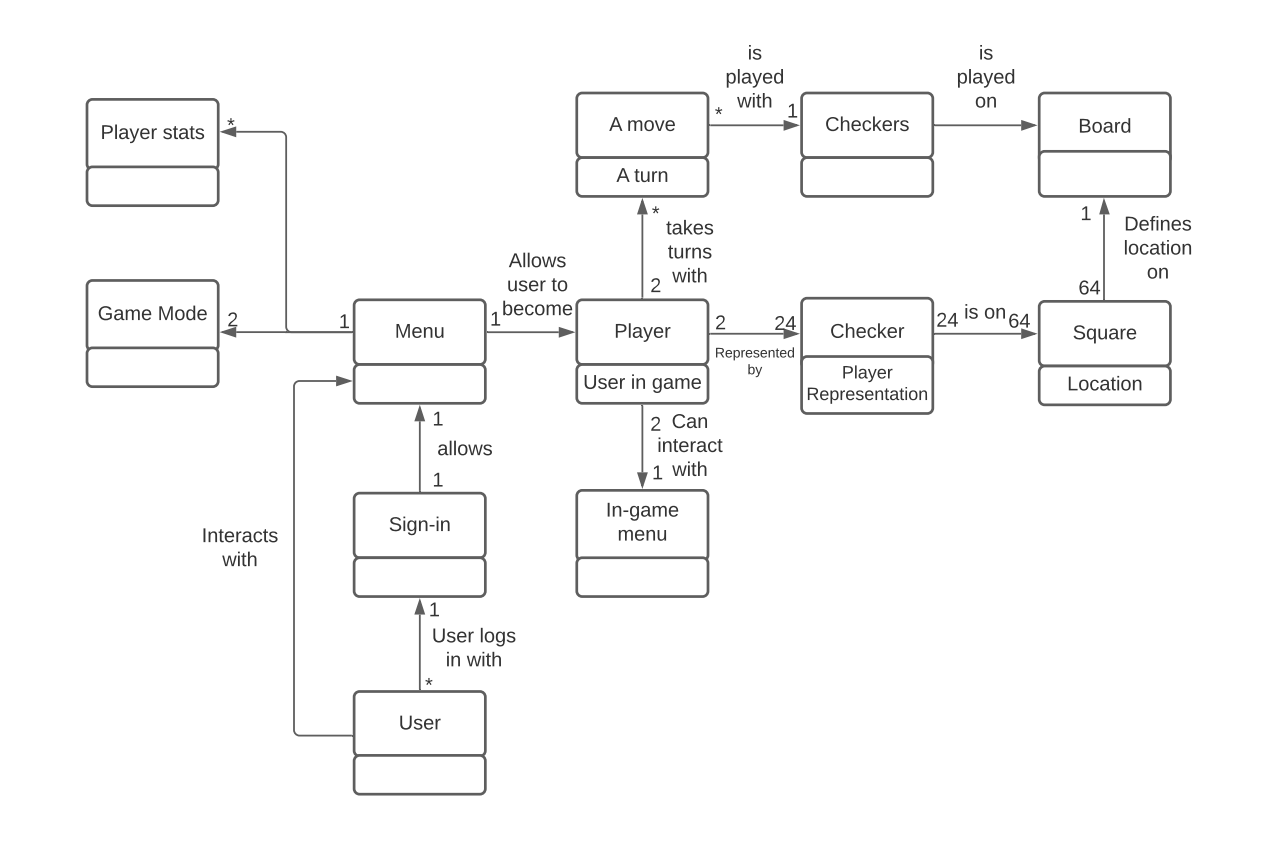 is
played
with
is
played
on
Player stats
*
A move
*
1
Checkers
Board
A turn
*
takes
turns
with
2
1
Defines
location
on
64
Allows
user to
become
Game Mode
2
1
Menu
1
Player
2
24
Represented
by
Checker
24
is on
64
Square
User in game
Player
Representation
Location
1
allows
1
2
Can
interact
with
1
Sign-in
In-game
menu
Interacts
with
1
User logs
in with
*
User